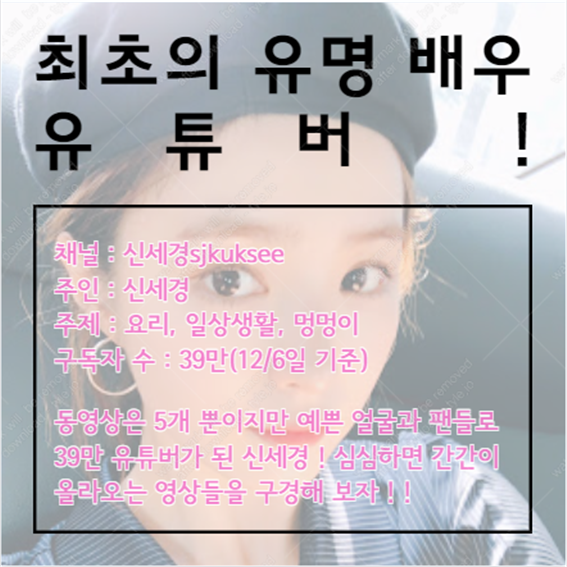 최초의 유명 배우
유 튜 버 !
채널 : 신세경sjkuksee
주인 : 신세경
주제 : 요리, 일상생활, 멍멍이
구독자 수 : 39만(12/6일 기준)
동영상은 5개 뿐이지만 예쁜 얼굴과 팬들로
39만 유튜버가 된 신세경 ! 심심하면 간간이
올라오는 영상들을 구경해 보자 ! !